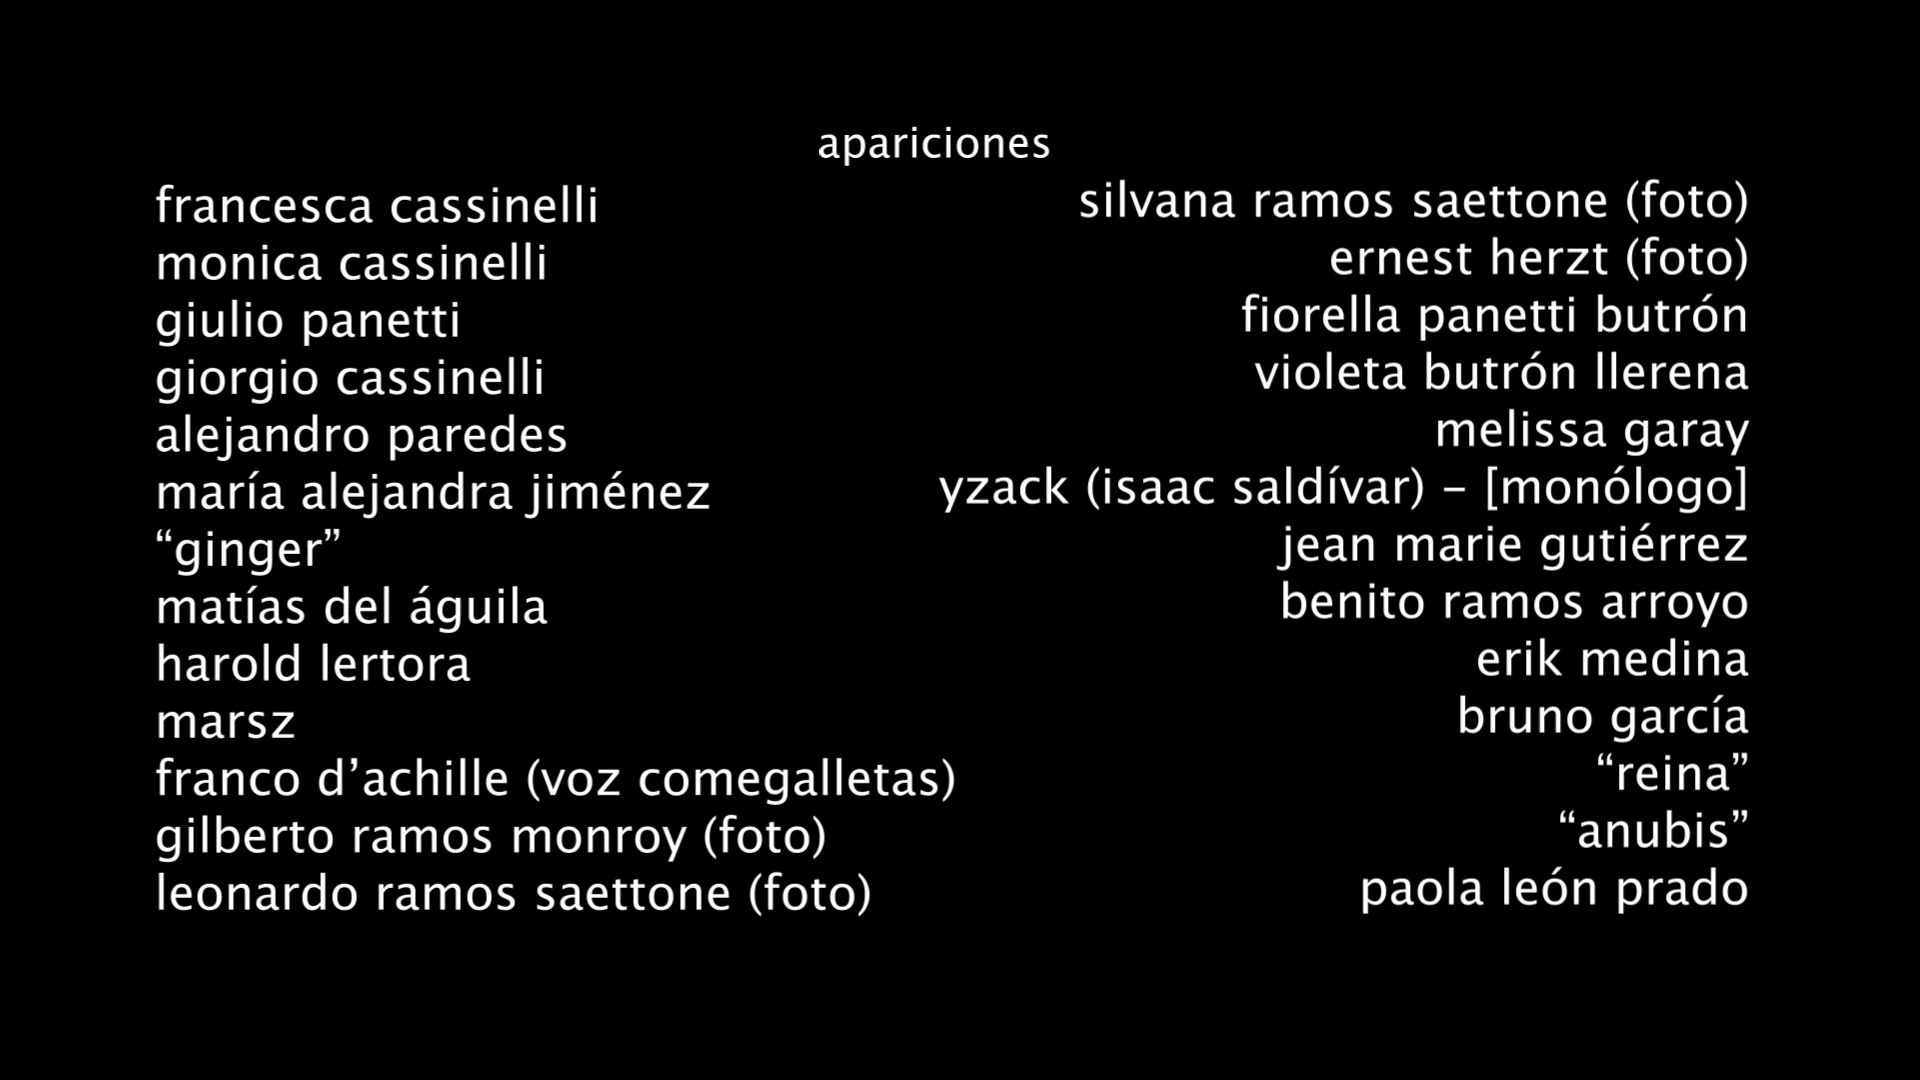 apariciones
francesca cassinelli
monica cassinelli
giulio panetti
giorgio cassinelli
alejandro paredes
maría alejandra jiménez
“ginger”
matías del águila
harold lertora
marsz
franco d’achille (voz comegalletas)
gilberto ramos monroy (foto)
leonardo ramos saettone (foto)
silvana ramos saettone (foto)
ernest herzt (foto)
fiorella panetti butrón
violeta butrón llerena
melissa garay
yzack (isaac saldívar) – [monólogo]
jean marie gutiérrez
benito ramos arroyo
erik medina
bruno garcía
“reina”
“anubis”
paola león prado